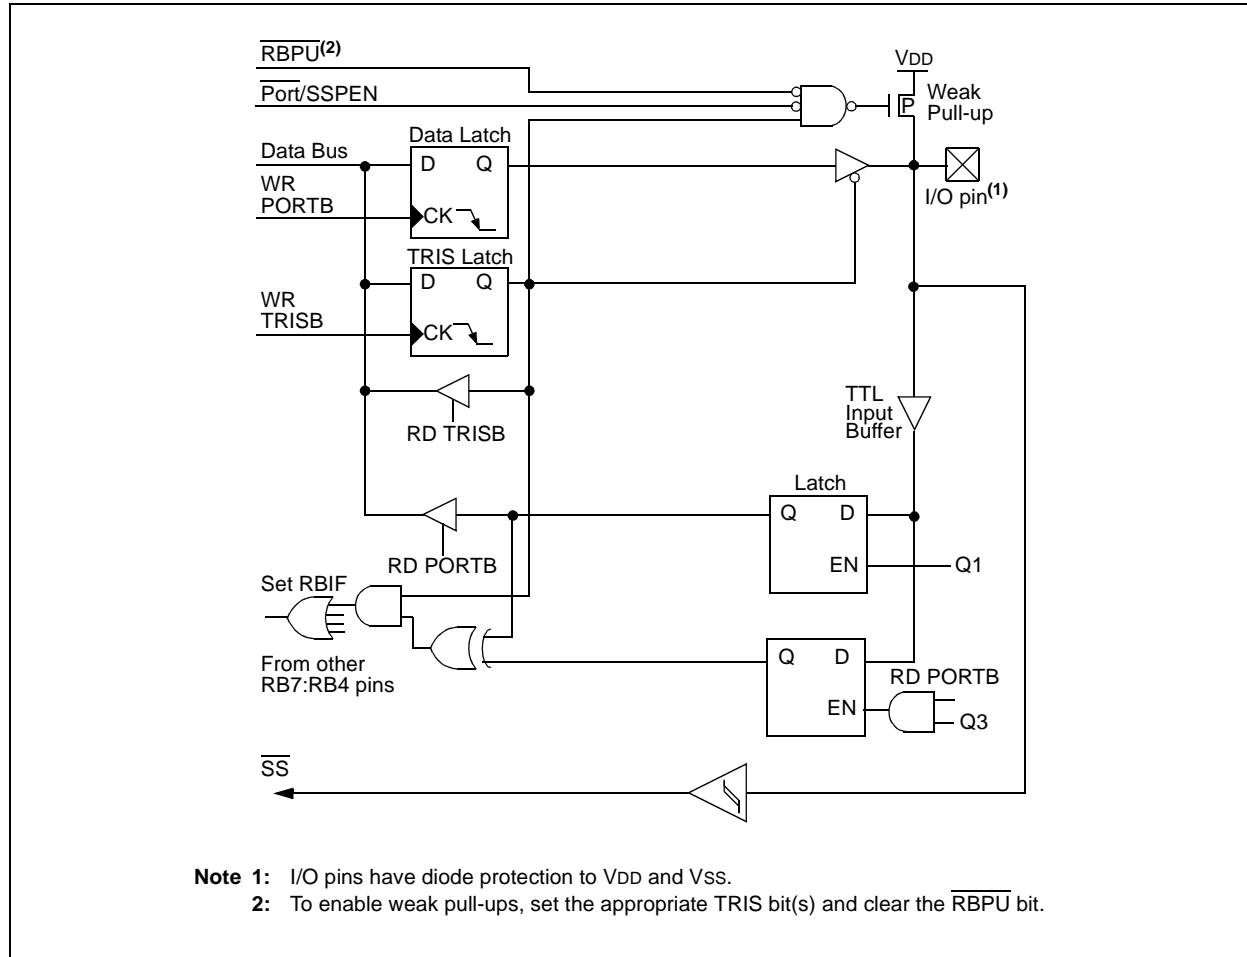 RBPU(2)
VDD
Port/SSPEN
Weak
Pull-up
P
Data Latch
Data Bus
D Q
WR
PORTB
CK
I/O pin(1)
TRIS Latch
D Q
WR
TRISB
CK
TTL
Input
Buffer
RD TRISB
Latch
Q D
EN
Q1
RD PORTB
Set RBIF
Q D
From other
RB7:RB4 pins
RD PORTB
EN
Q3
SS
Note 1: I/O pins have diode protection to VDD and VSS.
2: To enable weak pull-ups, set the appropriate TRIS bit(s) and clear the RBPU bit.